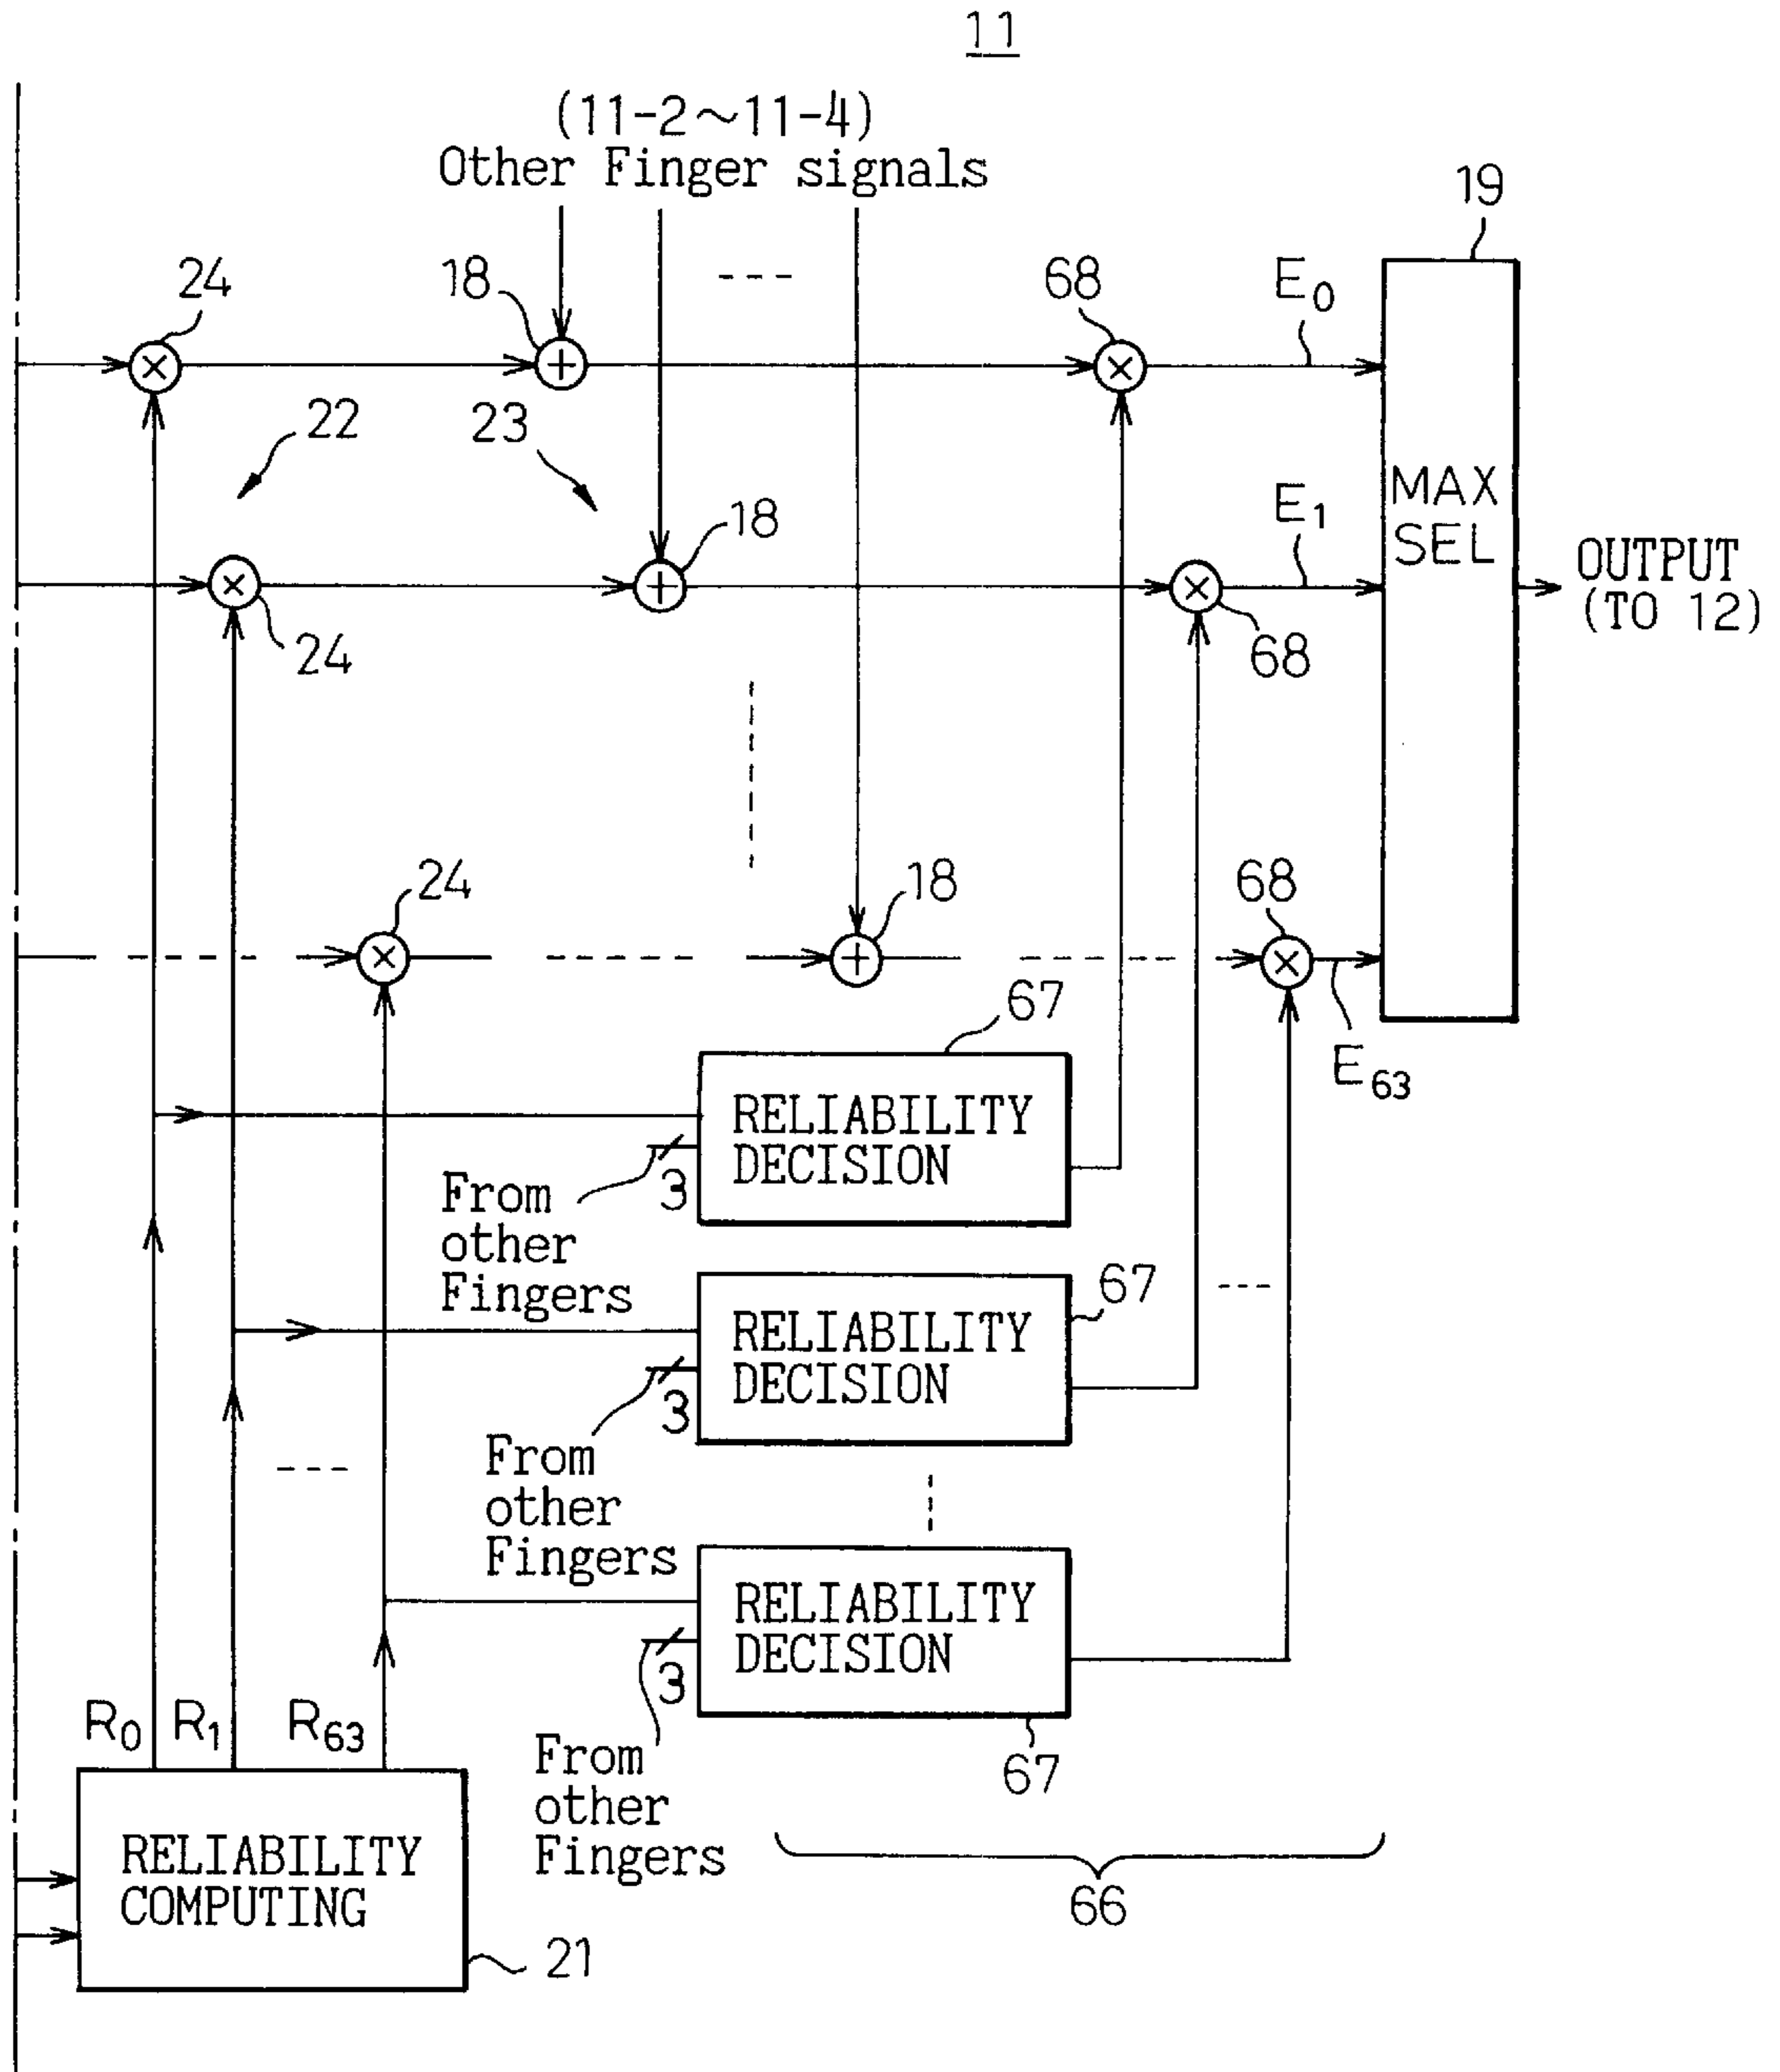 11
(11-2~11-4)
Other Finger signals
19
24
18
68
E0
22
23
MAX
SEL
18
E1
OUTPUT
(TO 12)
24
68
24
18
68
67
E63
RELIABILITY
DECISION
3
From
other
Fingers
67
RELIABILITY
DECISION
3
From
other
Fingers
RELIABILITY
DECISION
3
R0
R1
R63
From
other
Fingers
67
RELIABILITY
COMPUTING
66
21